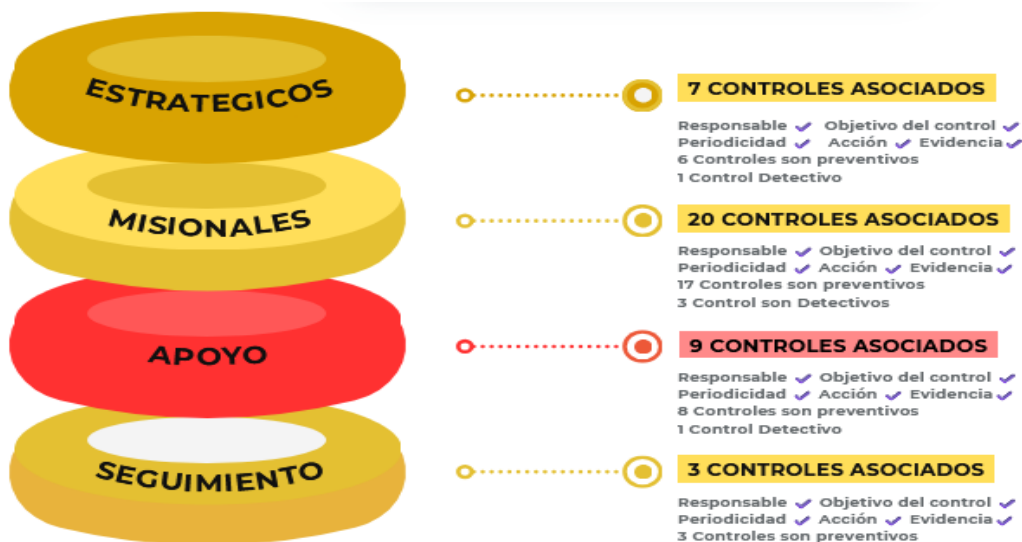 ESTRATEGICOS
7 CONTROLES ASOCIADOS
Responsable Objetivo del control
Periodicidad Acción Evidencia
6 Controles son preventivos
1 Control Detectivo
MISIONALES
20 CONTROLES ASOCIADOS
Responsable Objetivo del control
Periodicidad Acción Evidencia
17 Controles son preventivos
3 Control son Detectivos
APOYO
9 CONTROLES ASOCIADOS
Responsable Objetivo del control
Periodicidad Acción Evidencia
8 Controles son preventivos
1 Control Detectivo
SEGUIMIENTO
3 CONTROLES ASOCIADOS
Responsable Objetivo del control
Periodicidad Acción Evidencia
3 Controles son preventivos